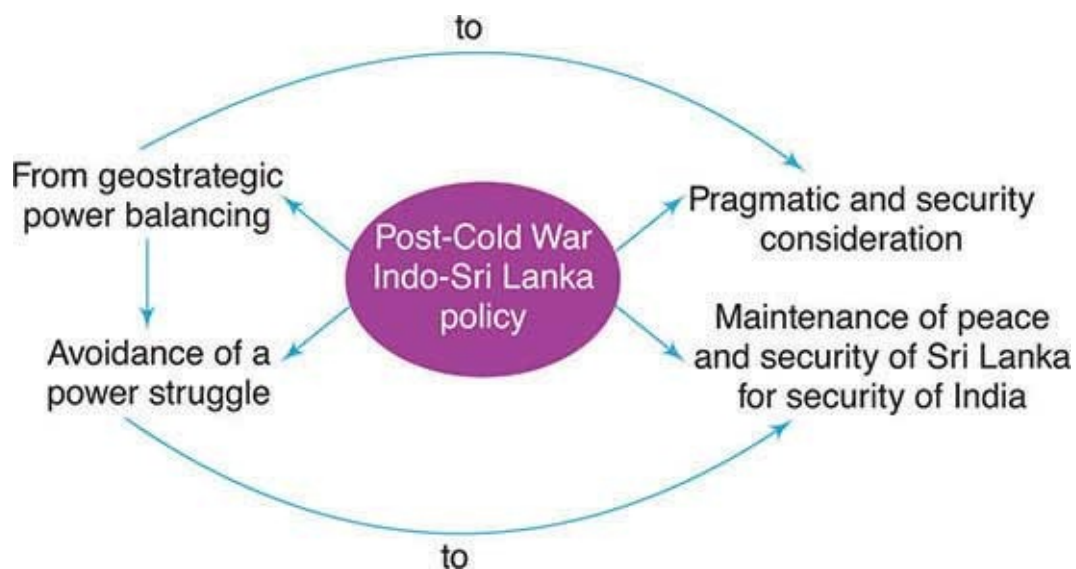 to
From geostrategic
power balancing
Post-Cold War
Indo-Sri Lanka
policy
Pragmatic and security
consideration
Avoidance of a
power struggle
Maintenance of peace
and security of Sri Lanka
for security of India
to